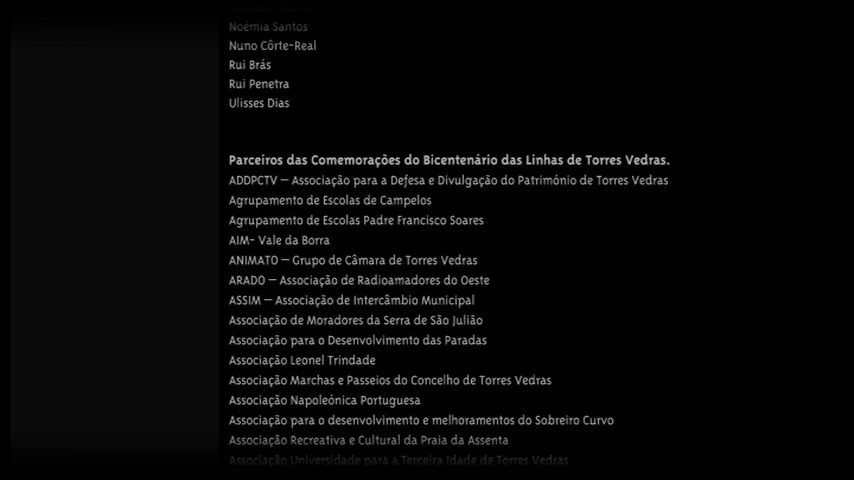 Noémia Santos
Nuno Côrte-Real
Rui Brás
Rui Penetra
Ulisses Dias
Parceiros das Comemorações do Bicentenário das Linhas de Torres Vedras.
ADDPCTV – Associação para a Defesa e Divulgação do Património de Torres Vedras
Agrupamento de Escolas de Campelos
Agrupamento de Escolas Padre Francisco Soares
AIM- Vale da Borra
ANIMATO – Grupo de Câmara de Torres Vedras
ARADO – Associação de Radioamadores do Oeste
ASSIM – Associação de Intercâmbio Municipal
Associação de Moradores da Serra de São Julião
Associação para o Desenvolvimento das Paradas
Associação Leonel Trindade
Associação Marchas e Passeios do Concelho de Torres Vedras
Associação Napoleónica Portuguesa
Associação para o desenvolvimento e melhoramentos do Sobreiro Curvo
Associação Recreativa e Cultural da Praia da Assenta
Associação Universidade para a Terceira Idade de Torres Vedras